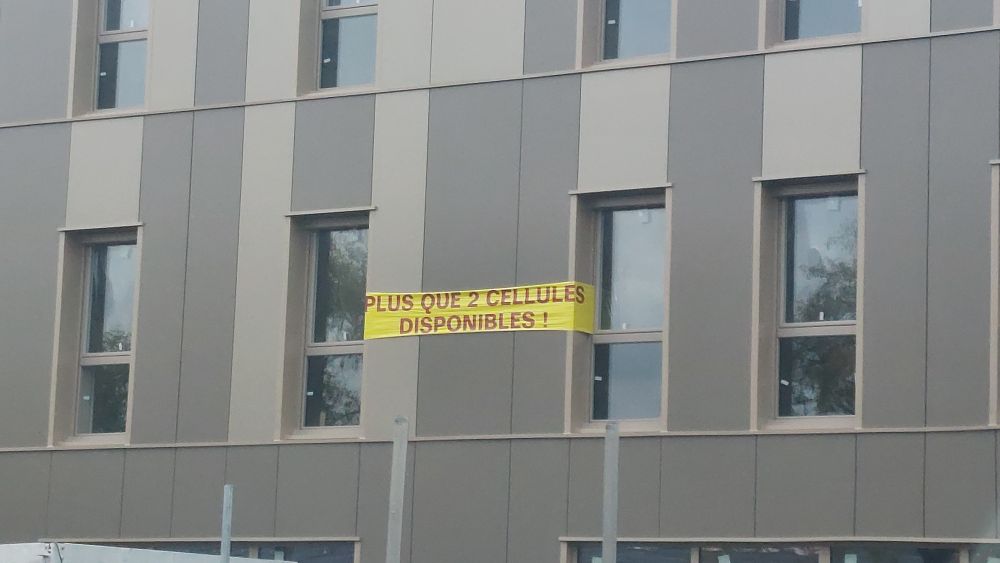 PLUS QUE 2 CELLULES
DISPONIBLES !